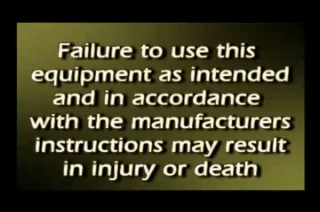 Failure to use this
equipment as intended
and in accordance
with the manufacturers
instructions may result
in injury or death